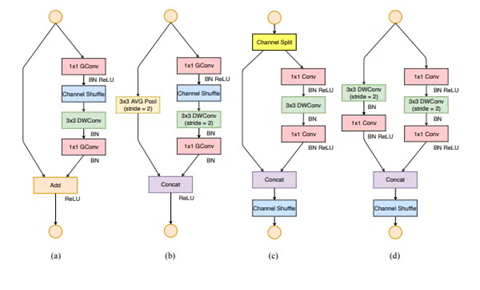 1x1 GConv
BN ReLU
Channel Shuffle
3x3 DWConv
BN
1x1 GConv
BN
Add
ReLU
(a)
1x1 GConv
BN ReLU
Channel Shuffle
3x3 AVG Pool
(stride = 2)
3x3 DWConv
(stride = 2)
BN
1x1 GConv
BN
Concat
ReLU
(b)
Channel Split
1x1 Conv
BN ReLU
3x3 DWConv
BN
1x1 Conv
BN ReLU
Concat
Channel Shuffle
(c)
3x3 DWConv
(stride = 2)
BN
1x1 Conv
BN ReLU
1x1 Conv
BN ReLU
3x3 DWConv
(stride = 2)
BN
1x1 Conv
BN ReLU
Concat
Channel Shuffle
(d)